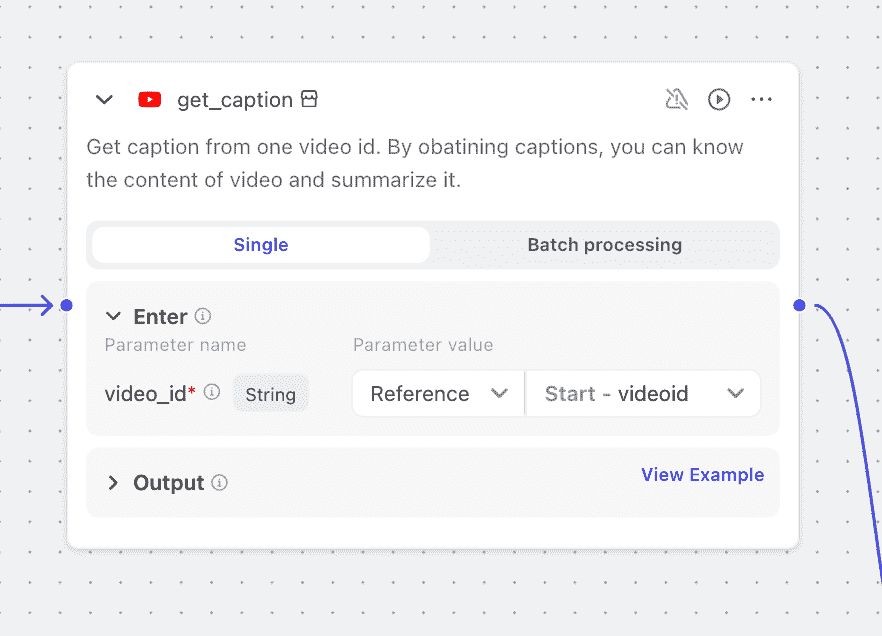 get_caption
Get caption from one video id. By obatining captions, you can know
the content of video and summarize it.
Single
Batch processing
Enter
Parameter name
Parameter value
video_id*
String
Reference
Start - videoid
Output
View Example